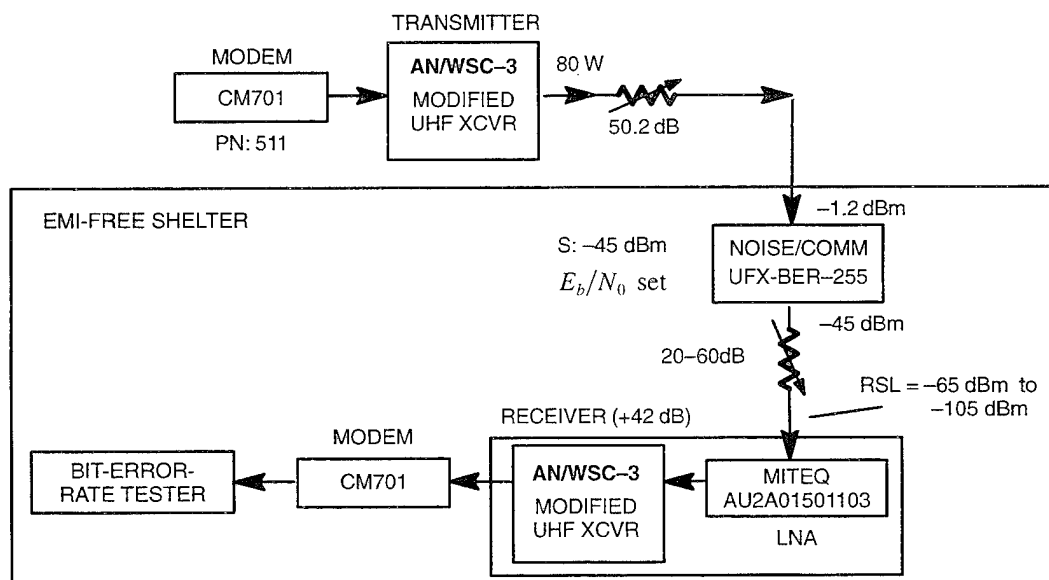 TRANSMITTER
MODEM
CM701
PN: 511
AN/WSC–3
MODIFIED
UHF XCVR
80 W
50.2 dB
EMI-FREE SHELTER
–1.2 dBm
S: –45 dBm
E_b/N_0 set
NOISE/COMM
UFX-BER–255
–45 dBm
20–60dB
RSL = –65 dBm to
–105 dBm
RECEIVER (+42 dB)
MODEM
BIT-ERROR-
RATE TESTER
CM701
AN/WSC–3
MODIFIED
UHF XCVR
MITEQ
AU2A01501103
LNA